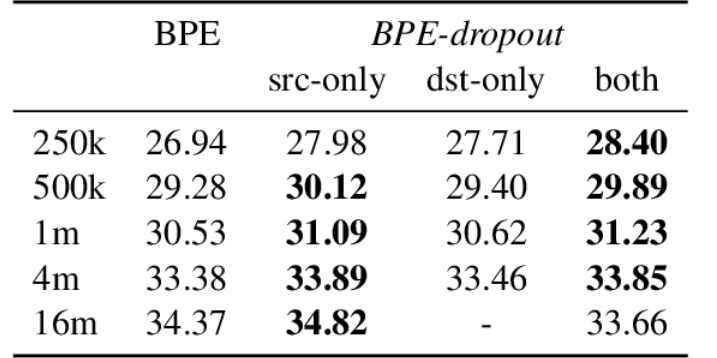 BPE BPE-dropout
src-only dst-only both
250k 26.94 27.98 27.71 28.40
500k 29.28 30.12 29.40 29.89
1m 30.53 31.09 30.62 31.23
4m 33.38 33.89 33.46 33.85
16m 34.37 34.82 - 33.66